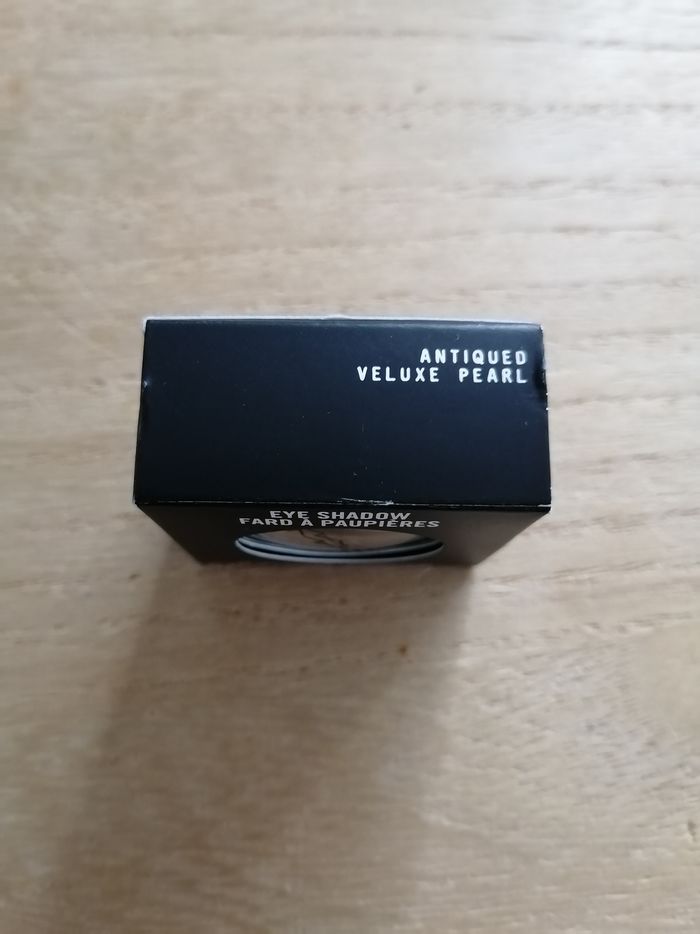 ANTIQUED
VELUXE PEARL
EYE SHADOW
FARD À PAUPIÈRES